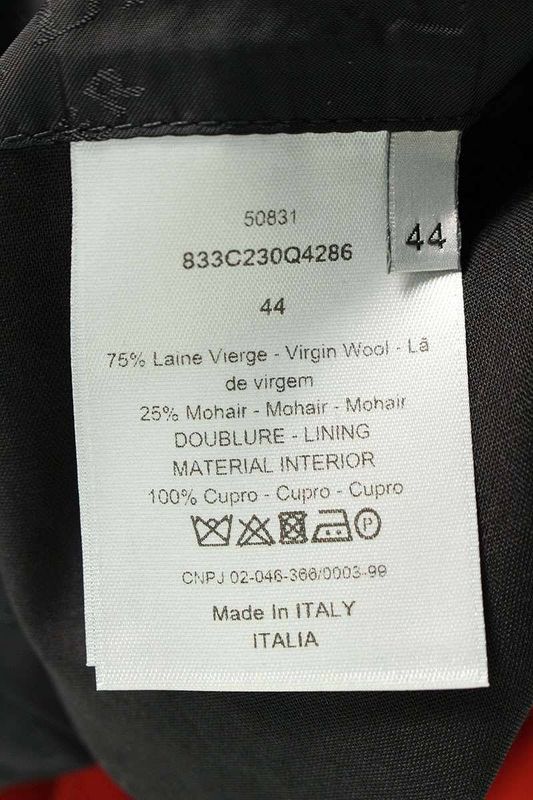 50831
833C230Q4286
44
44
75% Laine Vierge - Virgin Wool - Lã
de virgem
25% Mohair - Mohair - Mohair
DOUBLURE - LINING
MATERIAL INTERIOR
100% Cupro - Cupro - Cupro
P
CNPJ 02-046-366/0003-99
Made In ITALY
ITALIA